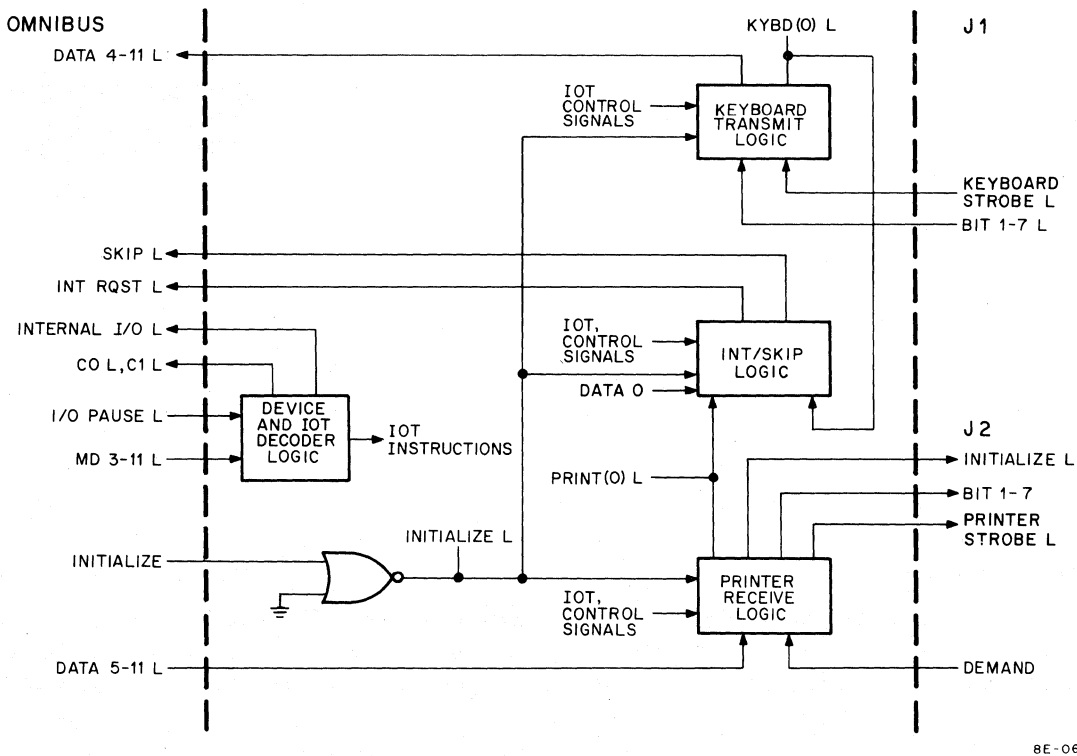 OMNIBUS
KYBD(0) L
J1
DATA 4-11 L
IOT
CONTROL
SIGNALS
KEYBOARD
TRANSMIT
LOGIC
KEYBOARD
STROBE L
BIT 1-7 L
SKIP L
INT RQST L
INTERNAL I/O L
IOT,
CONTROL
SIGNALS
INT/SKIP
LOGIC
CO L,C1 L
DATA 0
I/O PAUSE L
DEVICE
AND IOT
DECODER
LOGIC
IOT
INSTRUCTIONS
MD 3-11 L
J2
INITIALIZE L
PRINT(0) L
BIT 1-7
PRINTER
STROBE L
INITIALIZE L
INITIALIZE
PRINTER
RECEIVE
LOGIC
IOT,
CONTROL
SIGNALS
DATA 5-11 L
DEMAND